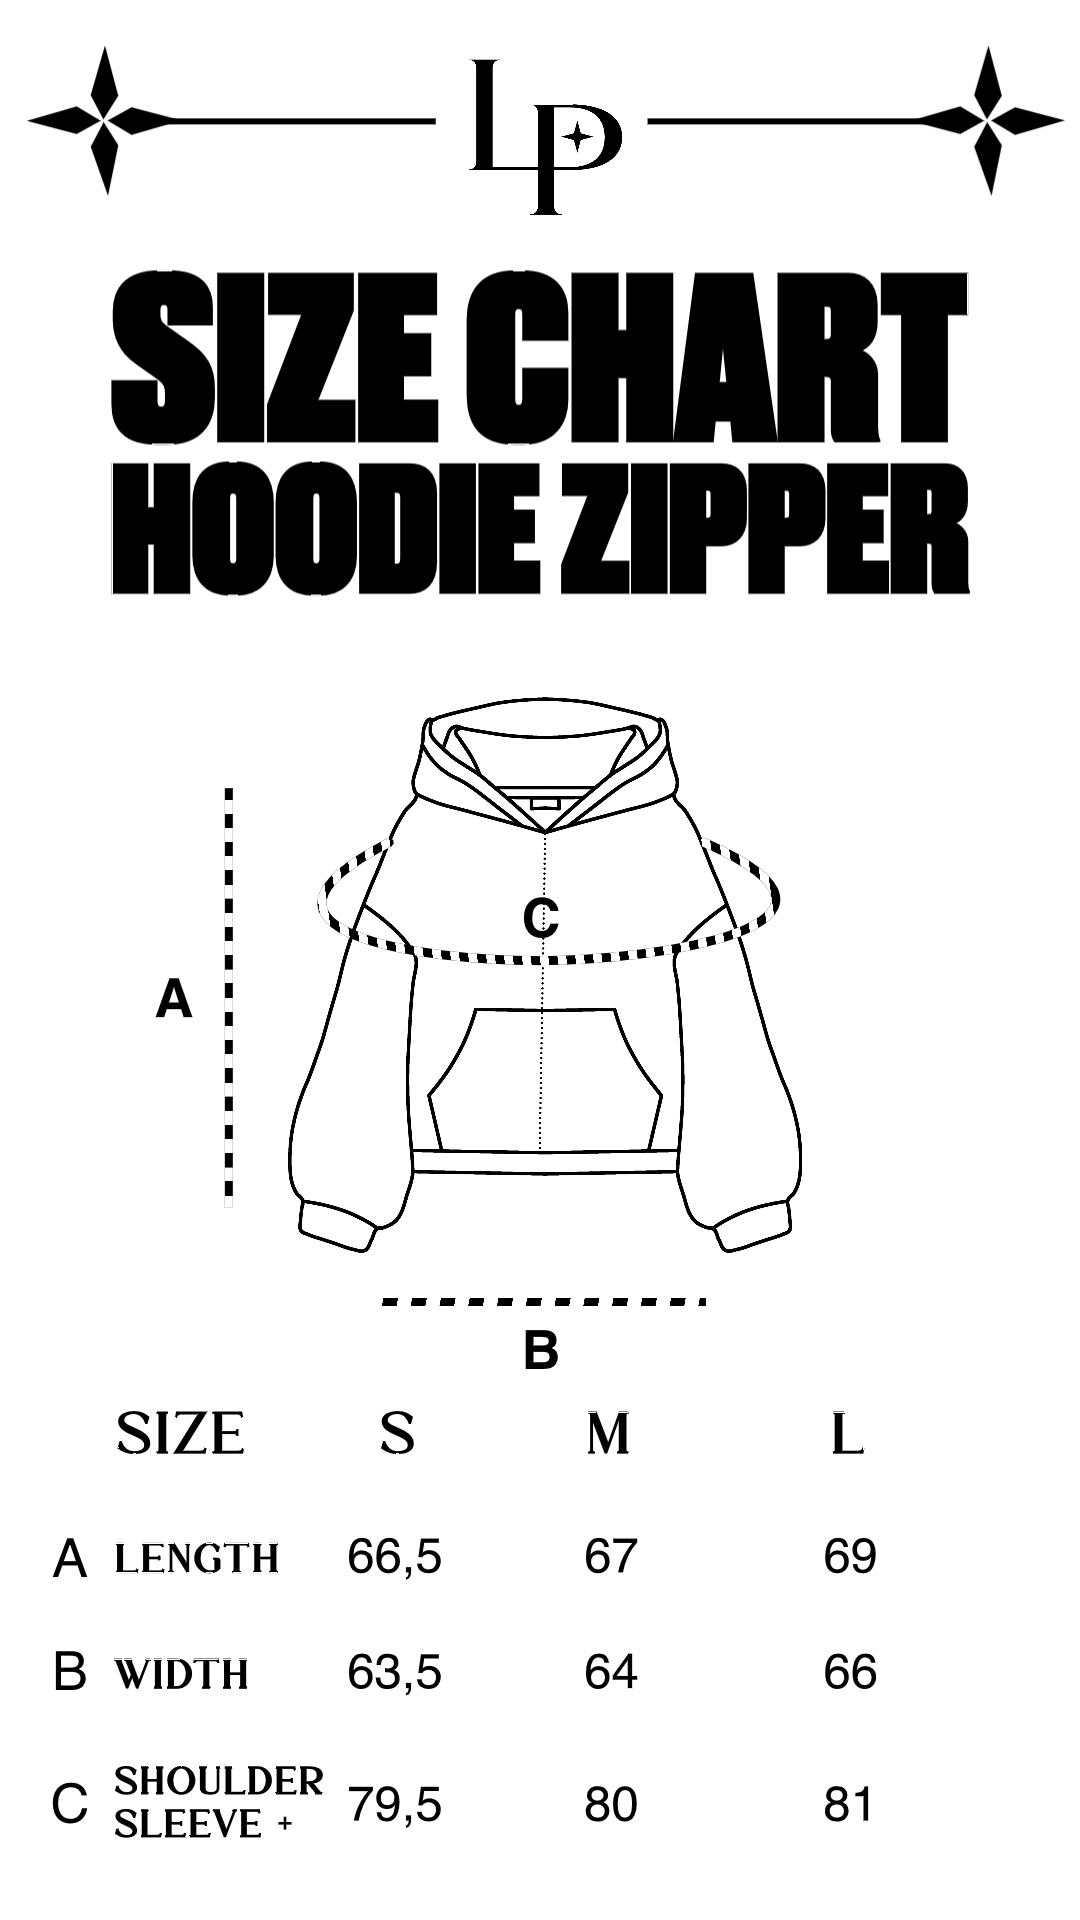 LP
SIZE CHART
HOODIE ZIPPER
C
A
B
SIZE S M L
A LENGTH 66,5 67 69
B WIDTH 63,5 64 66
C SHOULDER
SLEEVE + 79,5 80 81